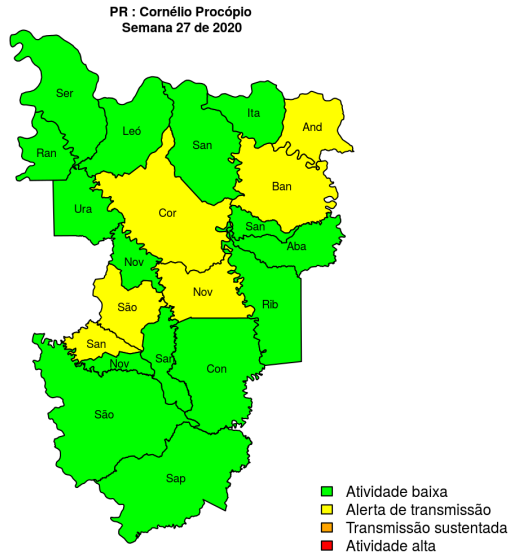 PR : Cornélio Procópio
Semana 27 de 2020
Ser
Ita
And
Leó
San
Ran
Ban
Ura
Cor
San
Aba
Nov
Nov
São
Rib
San
San
Nov
Con
São
Sap
Atividade baixa
Alerta de transmissão
Transmissão sustentada
Atividade alta